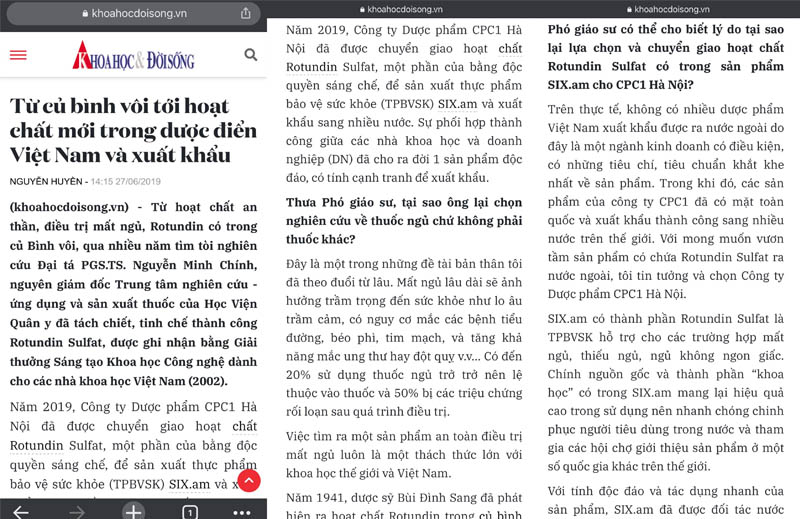 khoahocdoisong.vn
KHOA HỌC & ĐỜI SỐNG
Từ củ bình vôi tới hoạt
chất mới trong dược điển
Việt Nam và xuất khẩu
NGUYÊN HUYÊN - 14:15 27/06/2019
(khoahocdoisong.vn) - Từ hoạt chất an
thần, điều trị mất ngủ, Rotundin có trong
củ Bình vôi, qua nhiều năm tìm tòi nghiên
cứu Đại tá PGS.TS. Nguyễn Minh Chính,
nguyên giám đốc Trung tâm nghiên cứu -
ứng dụng và sản xuất thuốc của Học Viện
Quân y đã tách chiết, tinh chế thành công
Rotundin Sulfat, được ghi nhận bằng Giải
thưởng Sáng tạo Khoa học Công nghệ dành
cho các nhà khoa học Việt Nam (2002).
Năm 2019, Công ty Dược phẩm CPC1 Hà
Nội đã được chuyển giao hoạt chất
Rotundin Sulfat, một phần của bằng độc
quyền sáng chế, để sản xuất thực phẩm
bảo vệ sức khỏe (TPBVSK) SIX.am và x
1
khoahocdoisong.vn
Năm 2019, Công ty Dược phẩm CPC1 Hà
Nội đã được chuyển giao hoạt chất
Rotundin Sulfat, một phần của bằng độc
quyền sáng chế, để sản xuất thực phẩm
bảo vệ sức khỏe (TPBVSK) SIX.am và xuất
khẩu sang nhiều nước. Sự phối hợp thành
công giữa các nhà khoa học và doanh
nghiệp (DN) đã cho ra đời 1 sản phẩm độc
đáo, có tính cạnh tranh để xuất khẩu.
Thưa Phó giáo sư, tại sao ông lại chọn
nghiên cứu về thuốc ngủ chứ không phải
thuốc khác?
Đây là một trong những đề tài bản thân tôi
đã theo đuổi từ lâu. Mất ngủ lâu dài sẽ ảnh
hưởng trầm trọng đến sức khỏe như lo âu
trầm cảm, có nguy cơ mắc các bệnh tiểu
đường, béo phì, tim mạch, và tăng khả
năng mắc ung thư hay đột quỵ v.v... Có đến
20% sử dụng thuốc ngủ trở trở nên lệ
thuộc vào thuốc và 50% bị các triệu chứng
rối loạn sau quá trình điều trị.
Việc tìm ra một sản phẩm an toàn điều trị
mất ngủ luôn là một thách thức lớn với
khoa học thế giới và Việt Nam.
Năm 1941, dược sỹ Bùi Đình Sang đã phát
hiện ra hoạt chất Rotundin trong củ bình
khoahocdoisong.vn
Phó giáo sư có thể cho biết lý do tại sao
lại lựa chọn và chuyển giao hoạt chất
Rotundin Sulfat có trong sản phẩm
SIX.am cho CPC1 Hà Nội?
Trên thực tế, không có nhiều dược phẩm
Việt Nam xuất khẩu được ra nước ngoài do
đây là một ngành kinh doanh có điều kiện,
có những tiêu chí, tiêu chuẩn khắt khe
nhất về sản phẩm. Trong khi đó, các sản
phẩm của công ty CPC1 đã có mặt toàn
quốc và xuất khẩu thành công sang nhiều
nước trên thế giới. Với mong muốn vươn
tầm sản phẩm có chứa Rotundin Sulfat ra
nước ngoài, tôi tin tưởng và chọn Công ty
Dược phẩm CPC1 Hà Nội.
SIX.am có thành phần Rotundin Sulfat là
TPBVSK hỗ trợ cho các trường hợp mất
ngủ, thiếu ngủ, ngủ không ngon giấc.
Chính nguồn gốc và thành phần “khoa
học” có trong SIX.am mang lại hiệu quả
cao trong sử dụng nên nhanh chóng chinh
phục người tiêu dùng trong nước và tham
gia các hội chợ giới thiệu sản phẩm ở một
số quốc gia khác trên thế giới.
Với tính độc đáo và tác dụng nhanh của
sản phẩm, SIX.am đã được đối tác nước